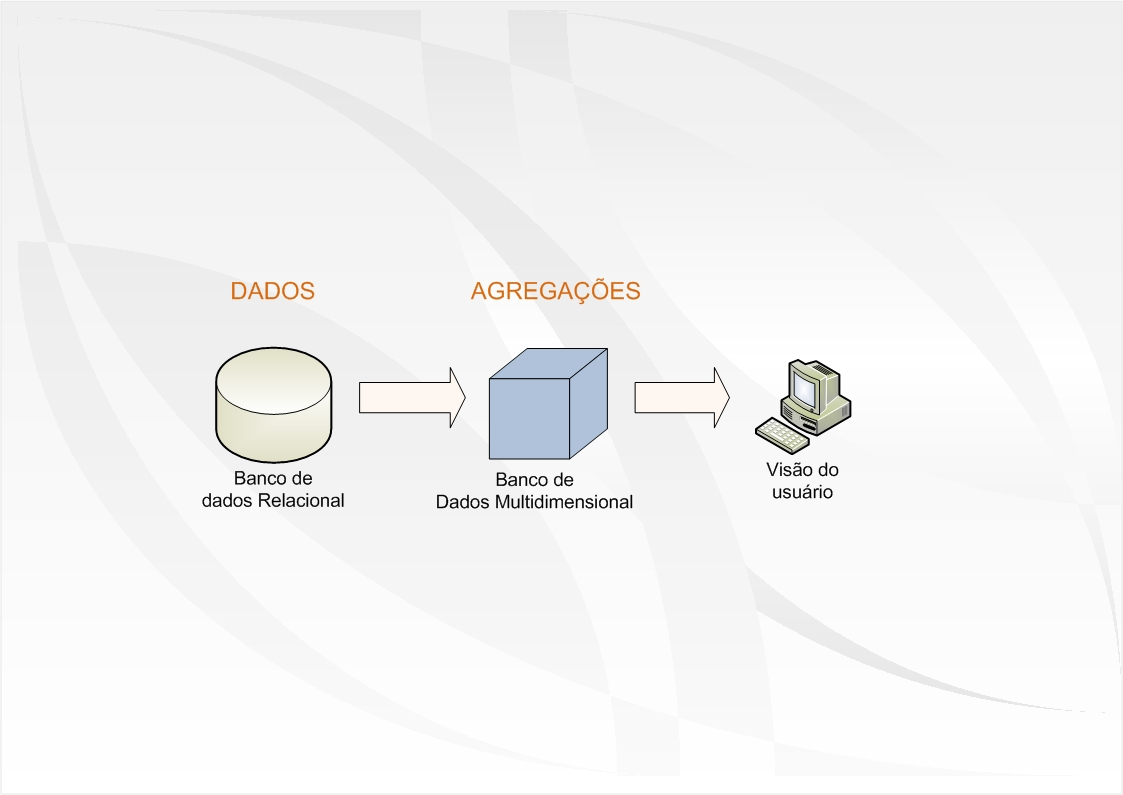 DADOS
AGREGAÇÕES
Banco de
dados Relacional
Banco de
Dados Multidimensional
Visão do
usuário